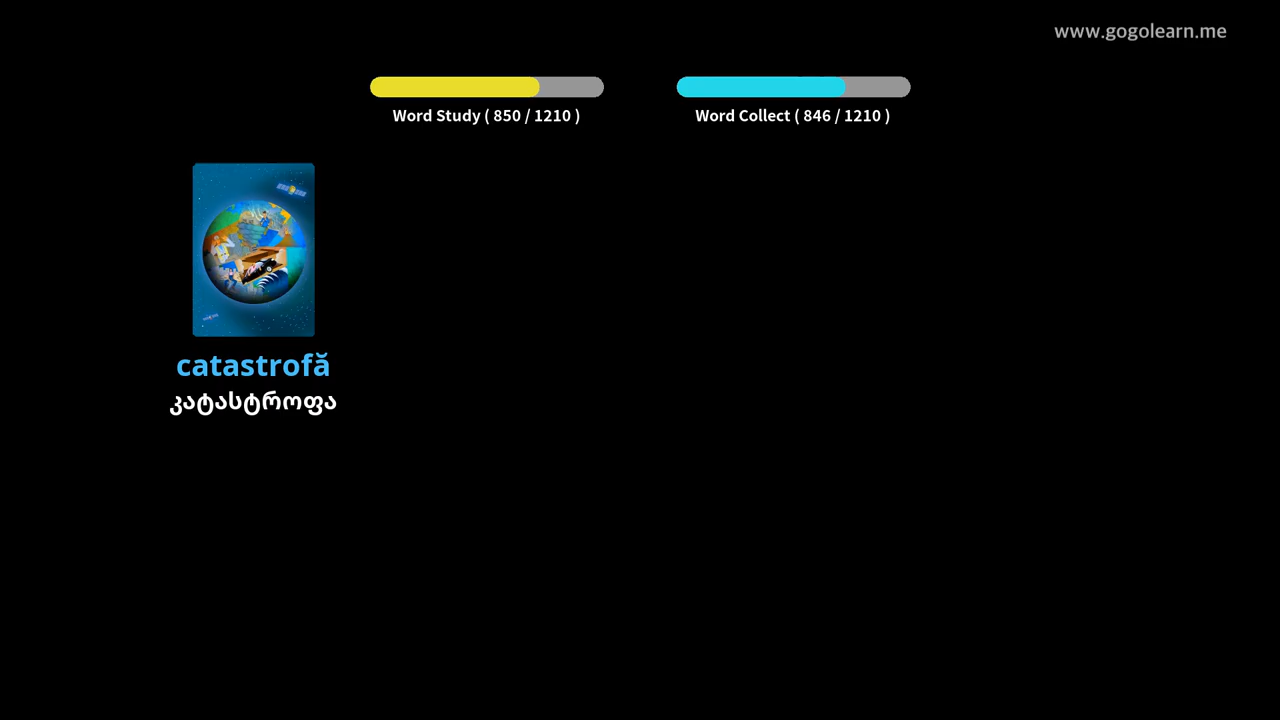 www.gogolearn.me
Word Study ( 850 / 1210 )
Word Collect ( 846 / 1210 )
catastrofă
კატასტროფა